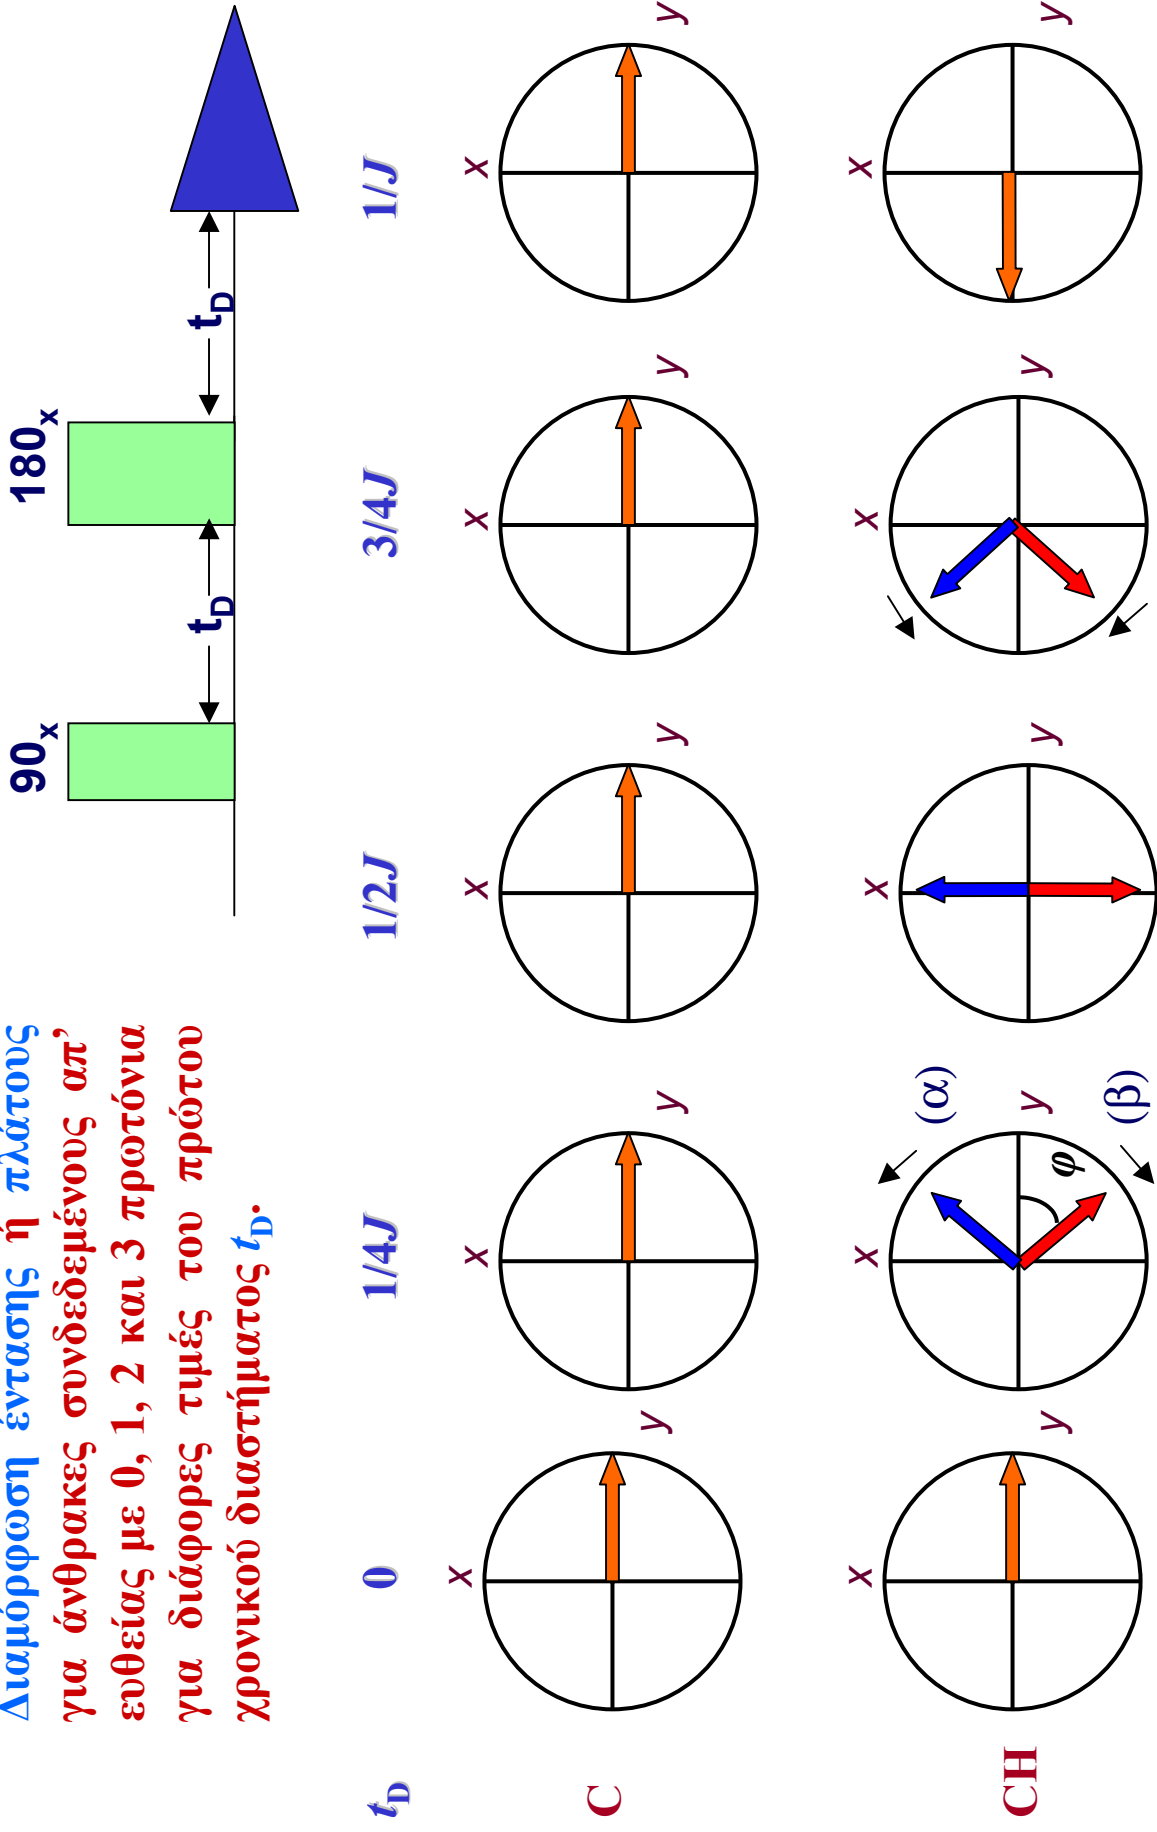 Διαμόρφωση έντασης ή πλάτους
για άνθρακες συνδεδεμένους απ’
ευθείας με 0, 1, 2 και 3 πρωτόνια
για διάφορες τιμές του πρώτου
χρονικού διαστήματος tD.
90x 180x
tD tD
tD 0 1/4J 1/2J 3/4J 1/J
x x x x x
C
y y y y y
x x x x x
(α)
CH φ
y y y y y
(β)